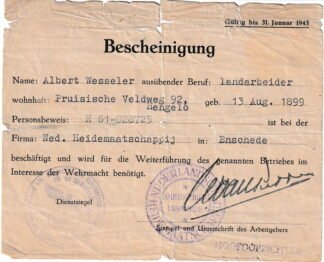 Gültig bis 31. Januar 1945
Bescheinigung
Name: Albert Wesseler ausübender Beruf: landarbeider
wohnhaft: Pruisische Veldweg 92, geb. 13 Aug. 1899
Hengelo
Personsbeweis H 61-028725 ist bei der
Firma: Ned. Heidemaatschappij in: Enschede
beschäftigt und wird für die Weiterführung des genannten Betriebes im
Interesse der Wehrmacht benötigt.
Dienstsiegel
Stempel und Unterschrift des Arbeitgebers
HOOFDOPZICHTER